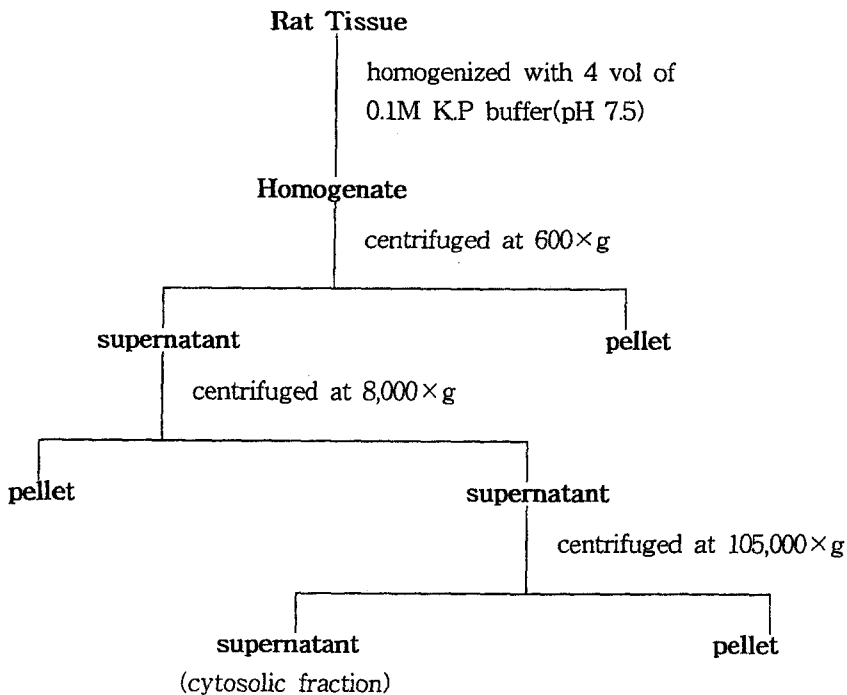 Rat Tissue
homogenized with 4 vol of
0.1M K.P buffer(pH 7.5)
Homogenate
centrifuged at 600×g
supernatant
pellet
centrifuged at 8,000×g
pellet
supernatant
centrifuged at 105,000×g
supernatant
pellet
(cytosolic fraction)